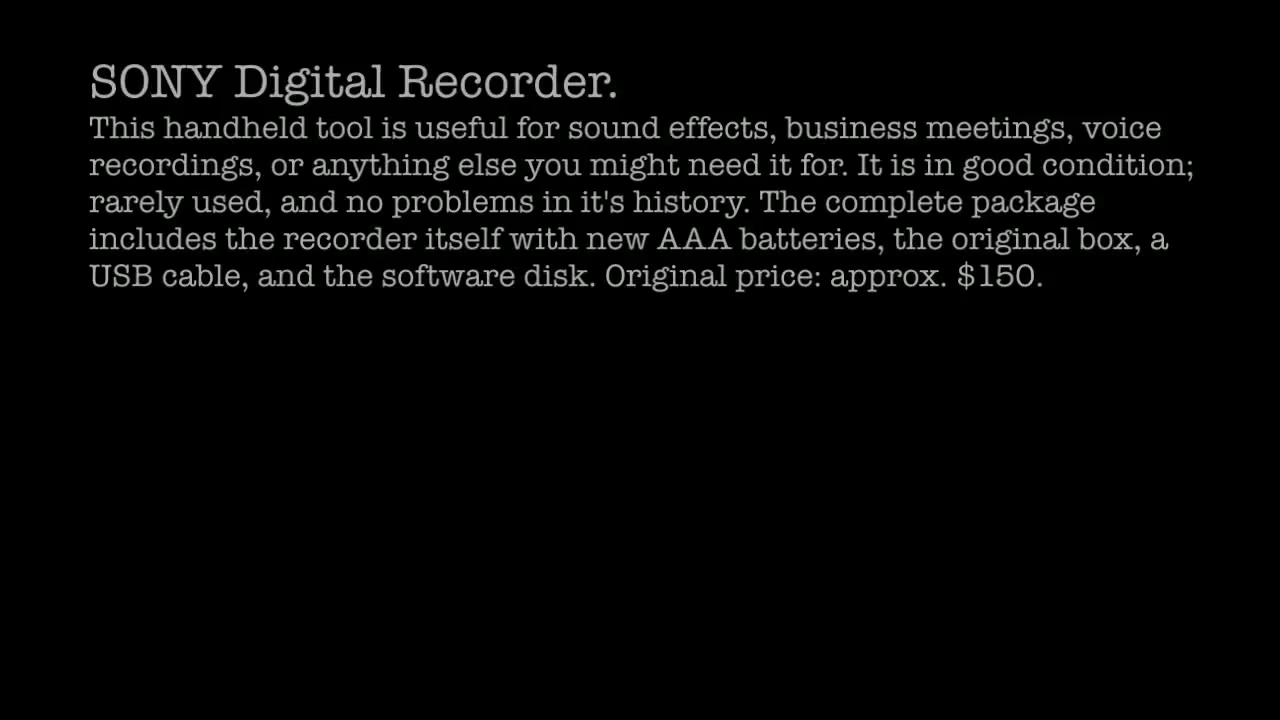 SONY Digital Recorder.
This handheld tool is useful for sound effects, business meetings, voice
recordings, or anything else you might need it for. It is in good condition;
rarely used, and no problems in it's history. The complete package
includes the recorder itself with new AAA batteries, the original box, a
USB cable, and the software disk. Original price: approx. $150.